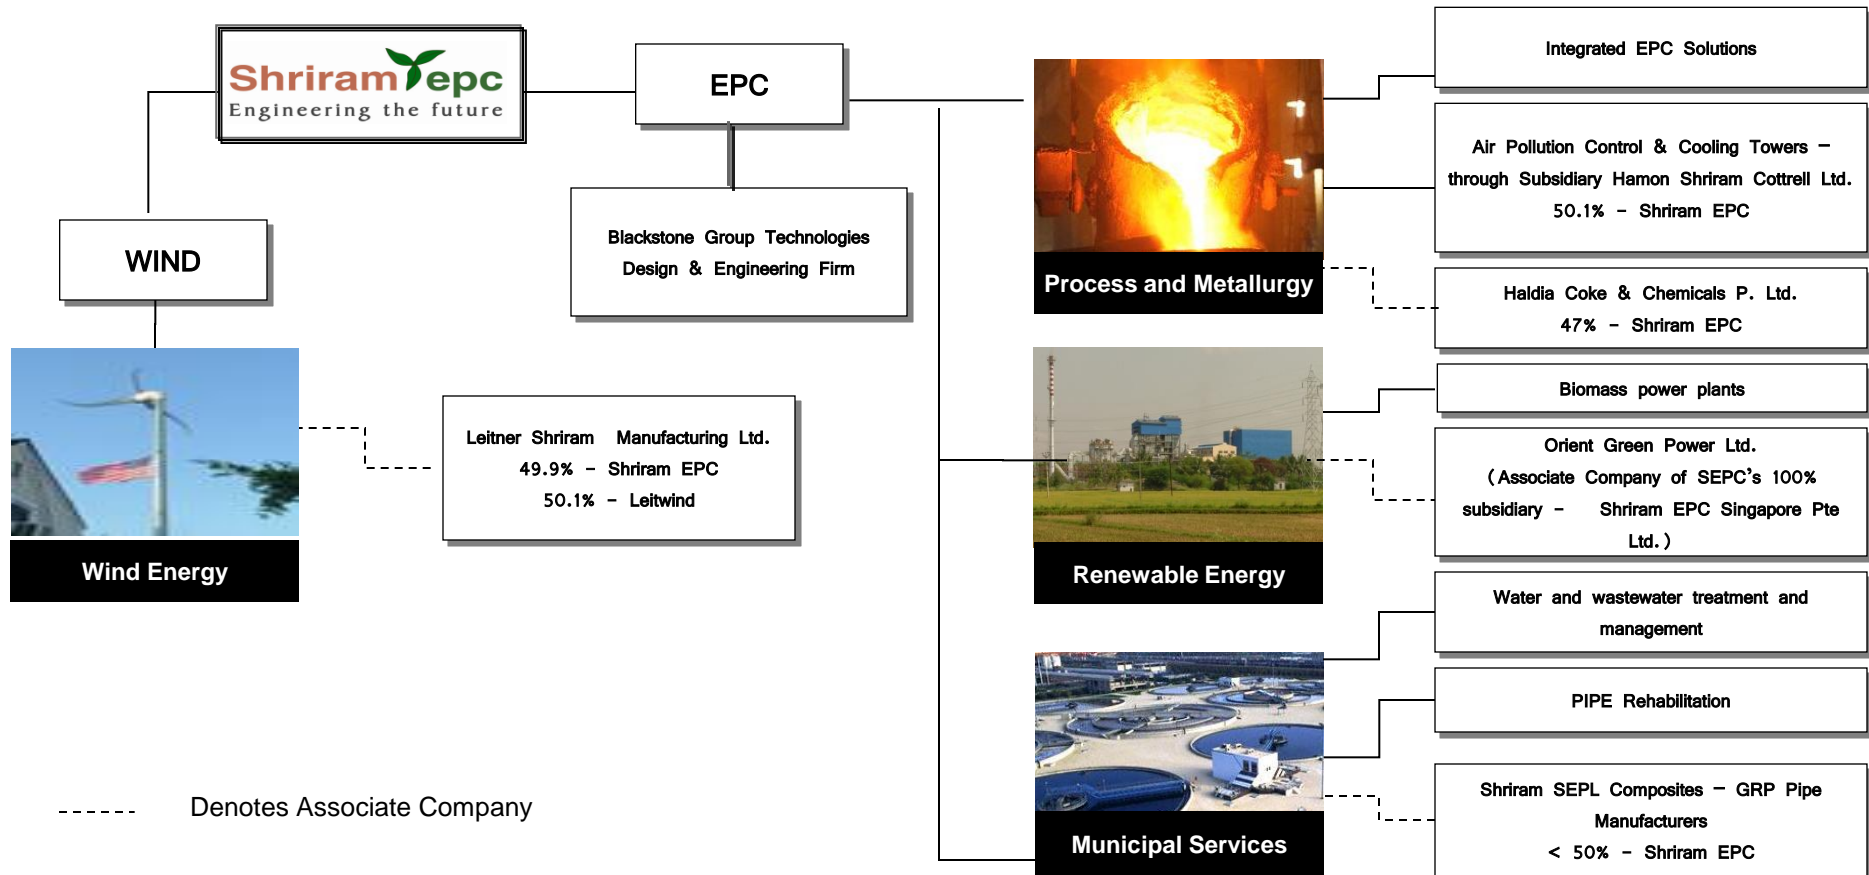 Shriram epc
Engineering the future
EPC
WIND
Blackstone Group Technologies
Design & Engineering Firm
Wind Energy
Leitner Shriram Manufacturing Ltd.
49.9% - Shriram EPC
50.1% - Leitwind
Process and Metallurgy
Integrated EPC Solutions
Air Pollution Control & Cooling Towers –
through Subsidiary Hamon Shriram Cottrell Ltd.
50.1% - Shriram EPC
Haldia Coke & Chemicals P. Ltd.
47% - Shriram EPC
Renewable Energy
Biomass power plants
Orient Green Power Ltd.
(Associate Company of SEPC's 100%
subsidiary - Shriram EPC Singapore Pte
Ltd.)
Municipal Services
Water and wastewater treatment and
management
PIPE Rehabilitation
Shriram SEPL Composites – GRP Pipe
Manufacturers
< 50% - Shriram EPC
Denotes Associate Company